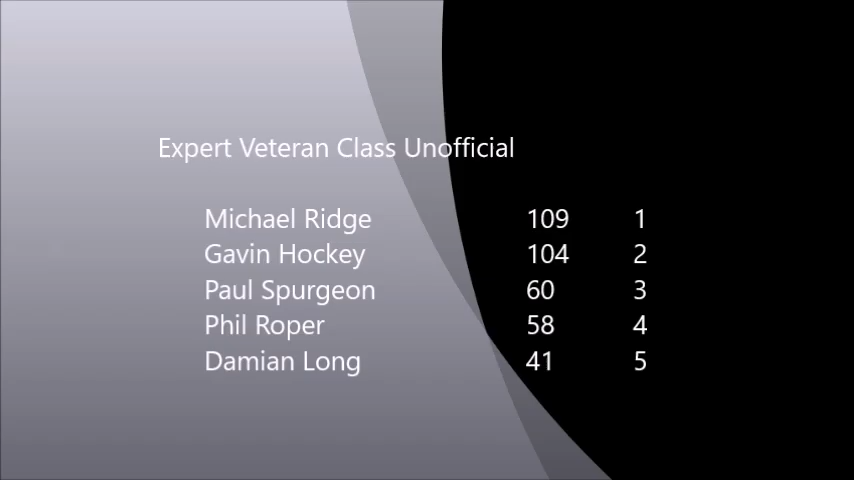 Expert Veteran Class Unofficial
Michael Ridge 109 1
Gavin Hockey 104 2
Paul Spurgeon 60 3
Phil Roper 58 4
Damian Long 41 5